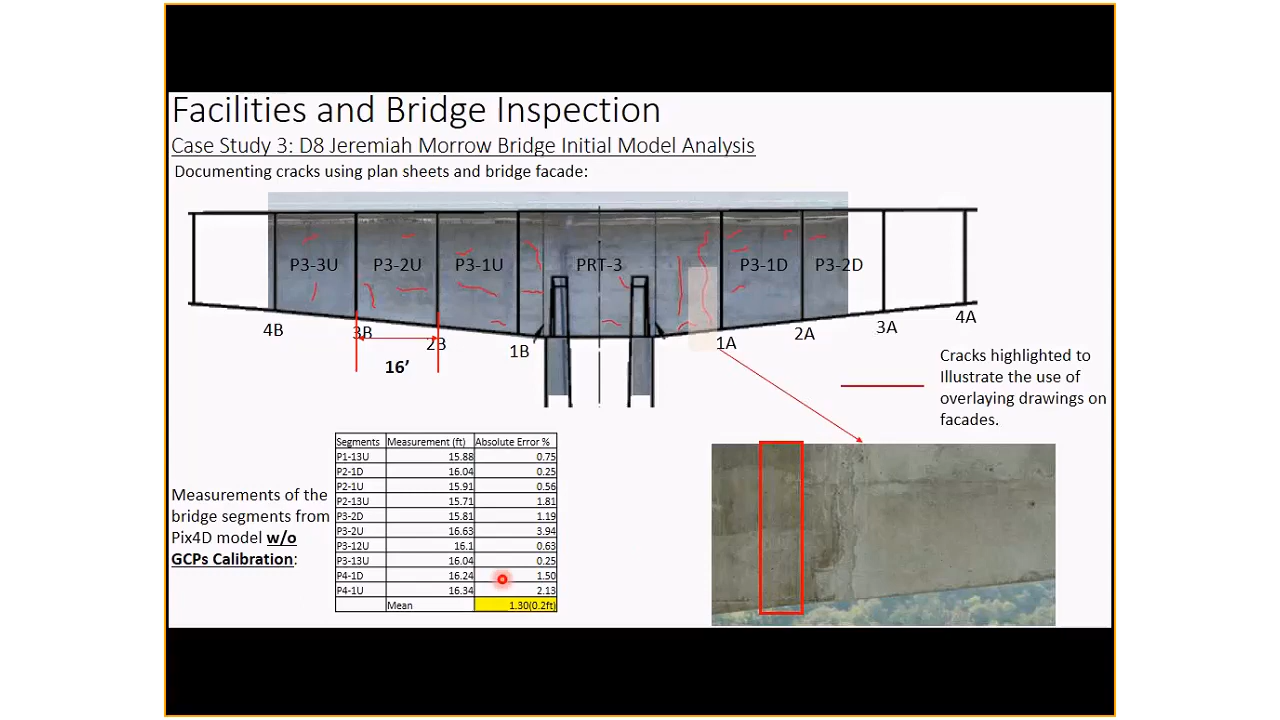 Facilities and Bridge Inspection
Case Study 3: D8 Jeremiah Morrow Bridge Initial Model Analysis
Documenting cracks using plan sheets and bridge facade:
P3-3U P3-2U P3-1U PRT-3 P3-1D P3-2D
4B 3B 2B 1B 1A 2A 3A 4A
16’
Cracks highlighted to
Illustrate the use of
overlaying drawings on
facades.
Measurements of the
bridge segments from
Pix4D model w/o
GCPs Calibration:
Segments Measurement (ft) Absolute Error %
P1-13U 15.88 0.75
P2-1D 16.04 0.25
P2-1U 15.91 0.56
P2-13U 15.71 1.81
P3-2D 15.81 1.19
P3-2U 16.63 3.94
P3-12U 16.1 0.63
P3-13U 16.04 0.25
P4-1D 16.24 1.50
P4-1U 16.34 2.13
Mean 1.30(0.2ft)